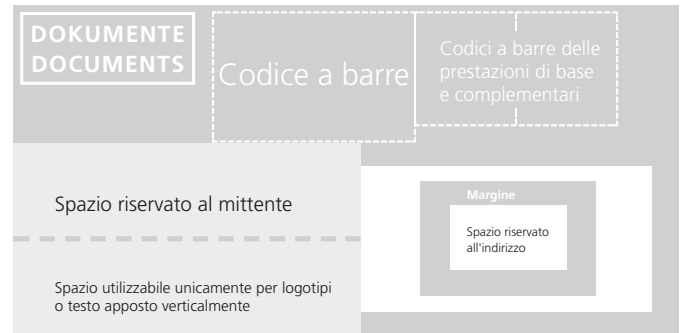 DOKUMENTE
DOCUMENTS
Codice a barre
Codici a barre delle
prestazioni di base
e complementari
Spazio riservato al mittente
Margine
Spazio riservato
all'indirizzo
Spazio utilizzabile unicamente per logotipi
o testo apposto verticalmente